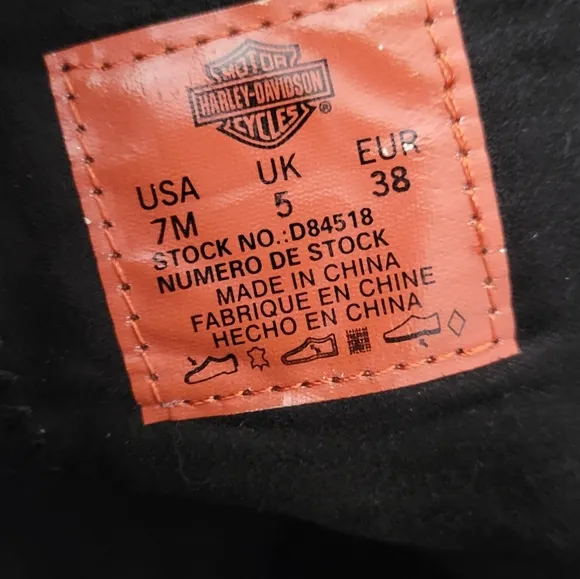 MOTOR
HARLEY-DAVIDSON
CYCLES ®
USA UK EUR
7M 5 38
STOCK NO.:D84518
NUMERO DE STOCK
MADE IN CHINA
FABRIQUE EN CHINE
HECHO EN CHINA